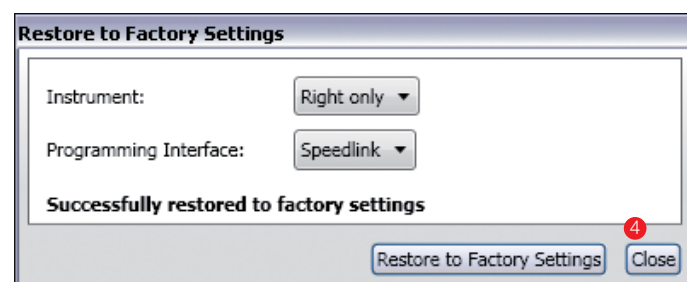 Restore to Factory Settings
Instrument: Right only
Programming Interface: Speedlink
Successfully restored to factory settings
4
Restore to Factory Settings Close